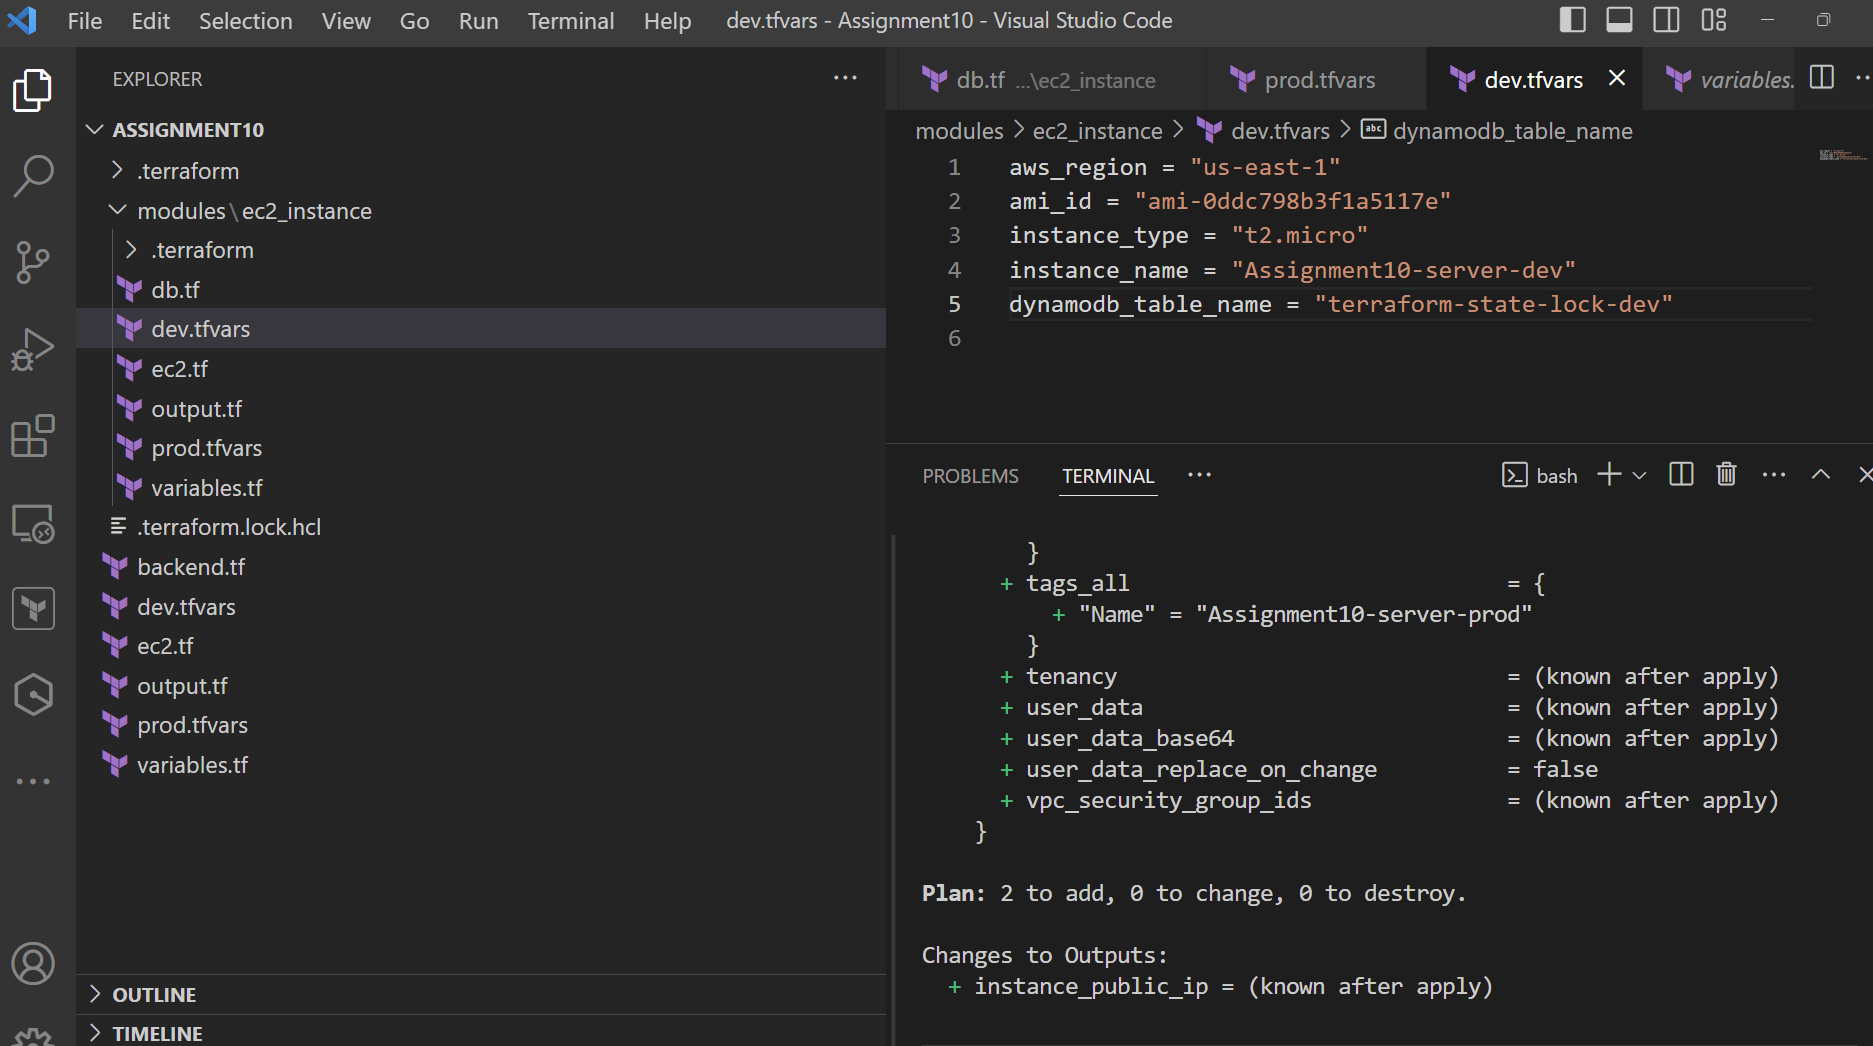 File Edit Selection View Go Run Terminal Help dev.tfvars - Assignment10 - Visual Studio Code
EXPLORER
ASSIGNMENT10
.terraform
modules\ec2_instance
.terraform
db.tf
dev.tfvars
ec2.tf
output.tf
prod.tfvars
variables.tf
.terraform.lock.hcl
backend.tf
dev.tfvars
ec2.tf
output.tf
prod.tfvars
variables.tf
OUTLINE
TIMELINE
db.tf ...\ec2_instance prod.tfvars dev.tfvars variables.
modules > ec2_instance > dev.tfvars > abc dynamodb_table_name
1 aws_region = "us-east-1"
2 ami_id = "ami-0ddc798b3f1a5117e"
3 instance_type = "t2.micro"
4 instance_name = "Assignment10-server-dev"
5 dynamodb_table_name = "terraform-state-lock-dev"
6
PROBLEMS TERMINAL ... bash
}
+ tags_all = {
+ "Name" = "Assignment10-server-prod"
}
+ tenancy = (known after apply)
+ user_data = (known after apply)
+ user_data_base64 = (known after apply)
+ user_data_replace_on_change = false
+ vpc_security_group_ids = (known after apply)
}
Plan: 2 to add, 0 to change, 0 to destroy.
Changes to Outputs:
+ instance_public_ip = (known after apply)